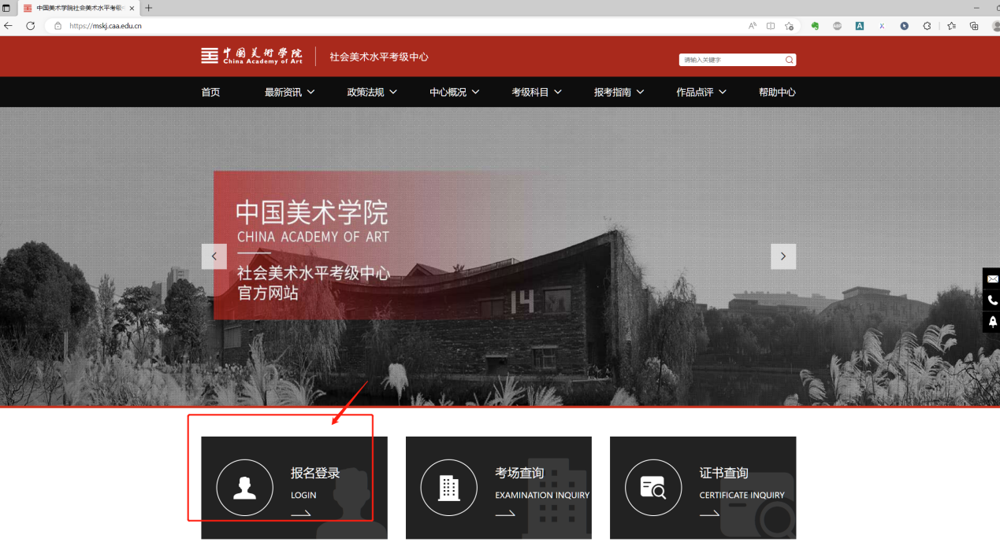 中国美术学院社会美术水平考级
https://mskj.caa.edu.cn
中国美術學院
China Academy of Art
社会美术水平考级中心
请输入关键字
首页 最新资讯 政策法规 中心概况 考级科目 报考指南 作品点评 帮助中心
中国美术学院
CHINA ACADEMY OF ART
社会美术水平考级中心
官方网站
14
报名登录
LOGIN
考场查询
EXAMINATION INQUIRY
证书查询
CERTIFICATE INQUIRY